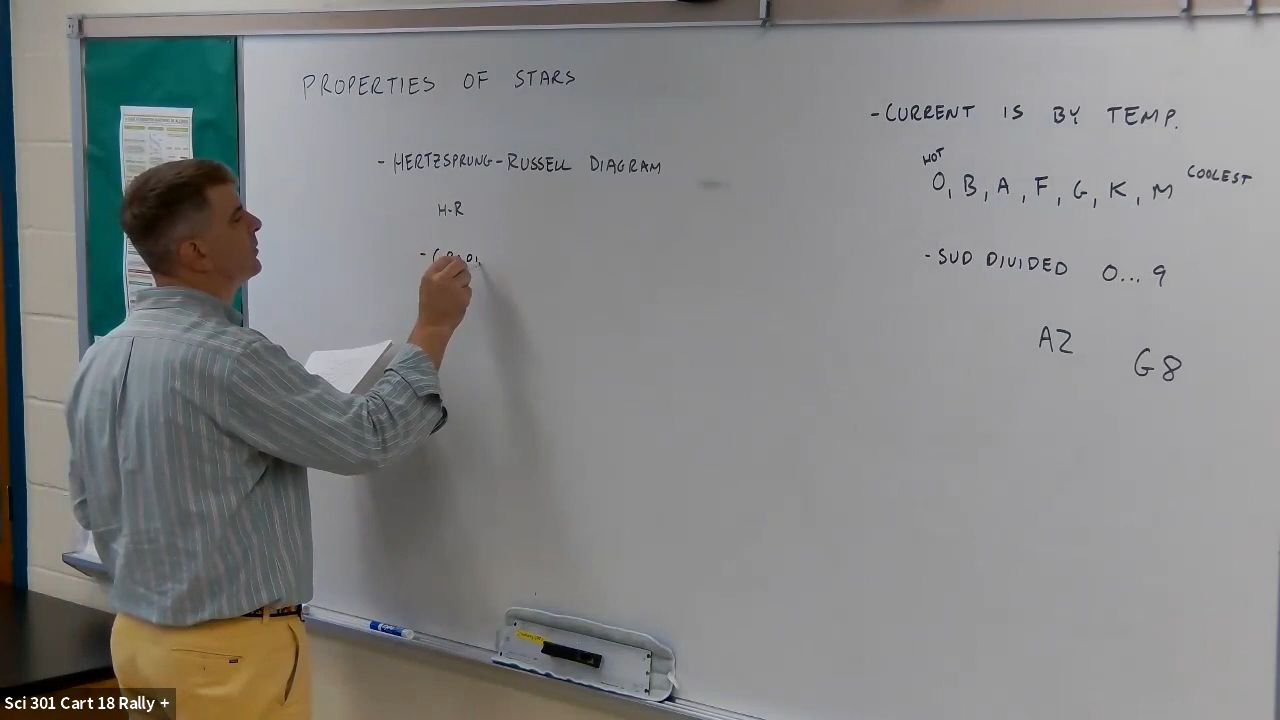 PROPERTIES OF STARS
- HERTZSPRUNG-RUSSELL DIAGRAM
H-R
- CURRENT IS BY TEMP.
HOT
O, B, A, F, G, K, M COOLEST
- SUD DIVIDED 0...9
A2
G8
Sci 301 Cart 18 Rally +